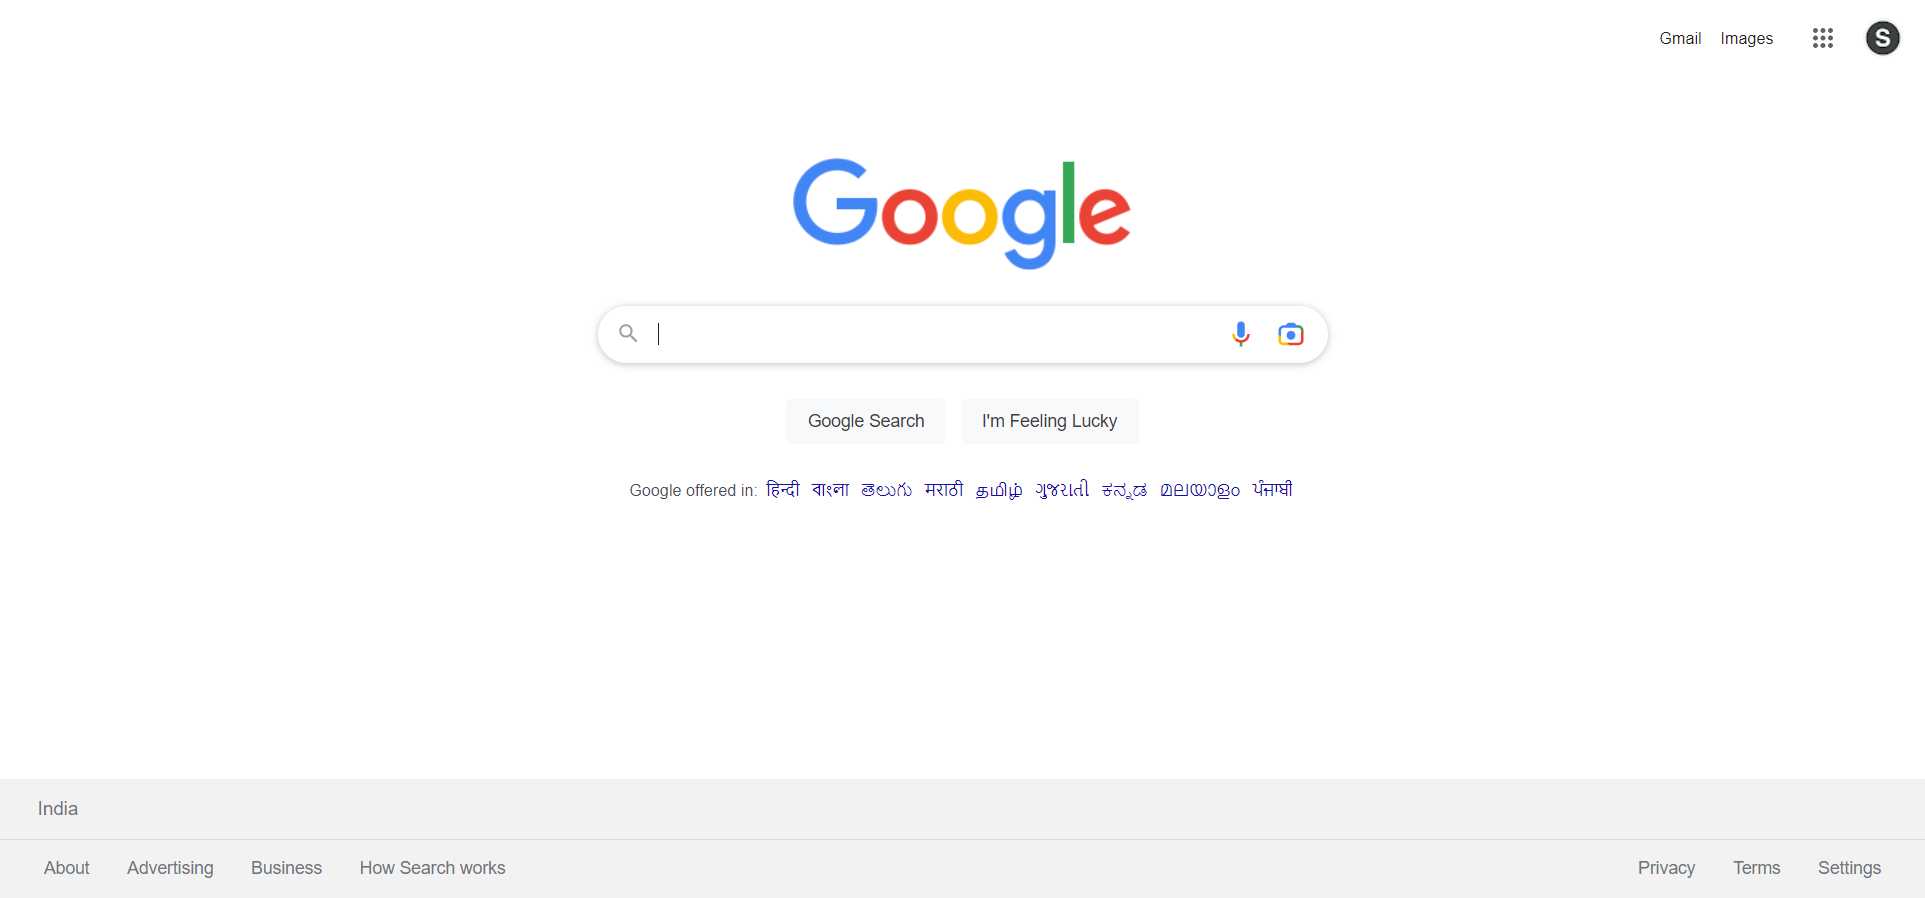 Gmail Images S
Google
Google Search I'm Feeling Lucky
Google offered in: हिन्दी বাংলা తెలుగు मराठी தமிழ் ગુજરાતી ಕನ್ನಡ മലയാളം ਪੰਜਾਬੀ
India
About Advertising Business How Search works Privacy Terms Settings